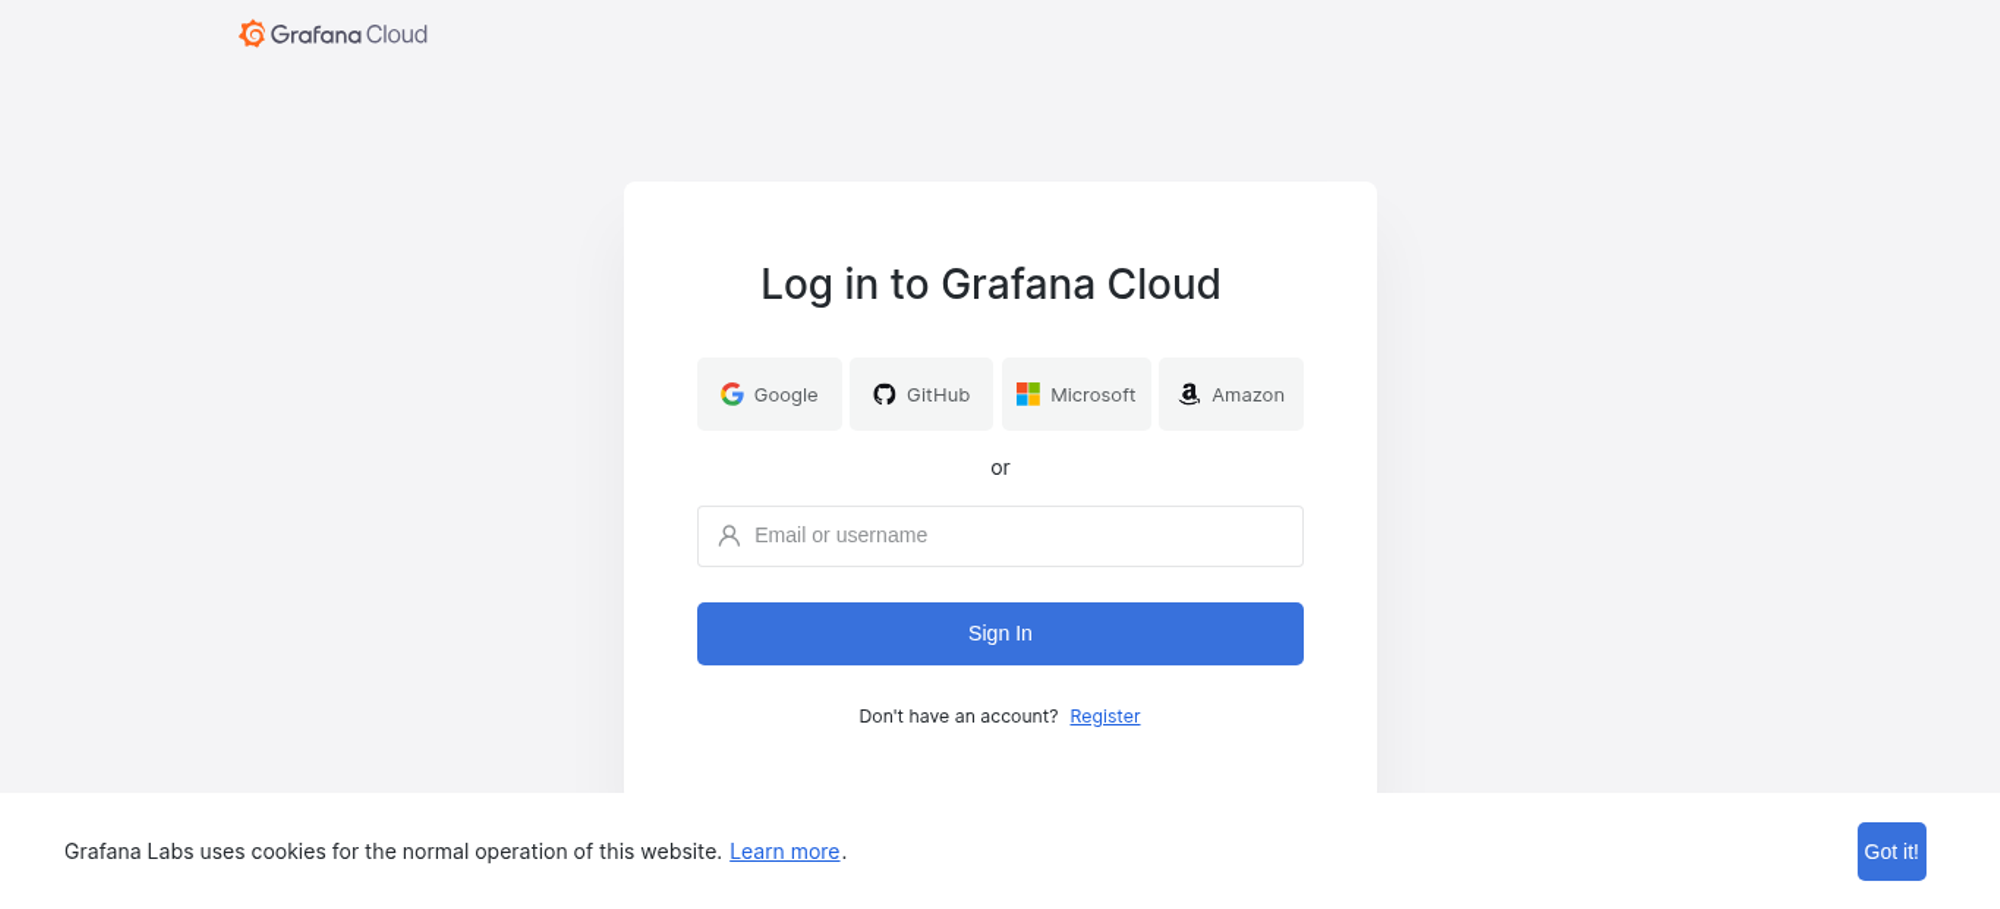 Grafana Cloud
Log in to Grafana Cloud
Google GitHub Microsoft Amazon
or
Email or username
Sign In
Don't have an account? Register
Grafana Labs uses cookies for the normal operation of this website. Learn more. Got it!